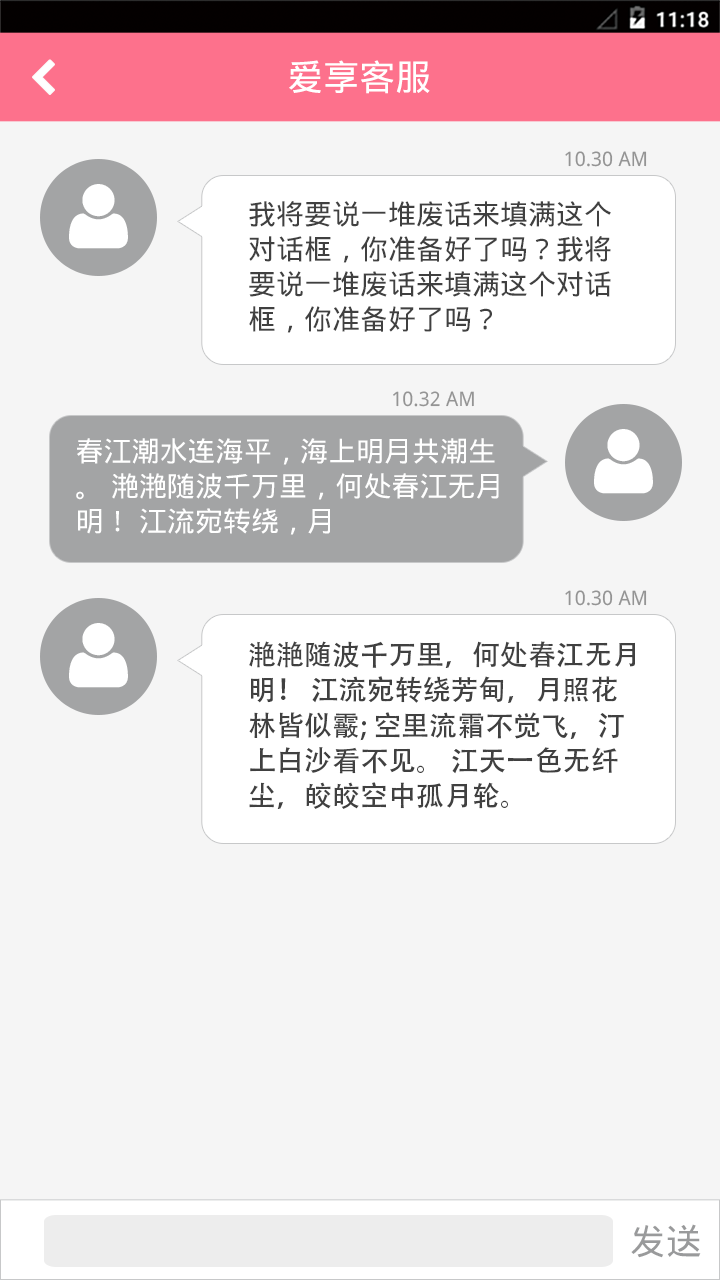 11:18
爱享客服
10.30 AM
我将要说一堆废话来填满这个
对话框，你准备好了吗？我将
要说一堆废话来填满这个对话
框，你准备好了吗？
10.32 AM
春江潮水连海平，海上明月共潮生
。 滟滟随波千万里，何处春江无月
明！ 江流宛转绕，月
10.30 AM
滟滟随波千万里，何处春江无月
明！ 江流宛转绕芳甸，月照花
林皆似霰; 空里流霜不觉飞，汀
上白沙看不见。 江天一色无纤
尘，皎皎空中孤月轮。
发送